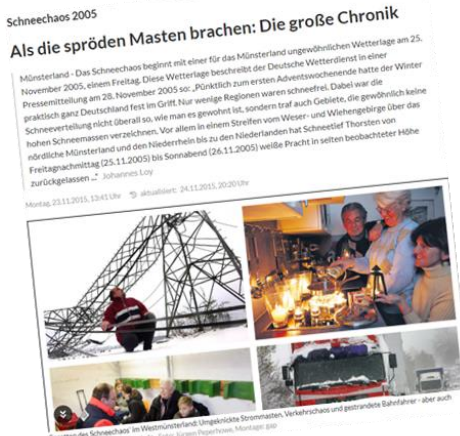 Schneechaos 2005
Als die spröden Masten brachen: Die große Chronik
Münsterland - Das Schneechaos beginnt mit einer für das Münsterland ungewöhnlichen Wetterlage am 25.
November 2005, einem Freitag. Diese Wetterlage beschreibt der Deutsche Wetterdienst in einer
Pressemitteilung am 28. November 2005 so: „Pünktlich zum ersten Adventswochenende hatte der Winter
praktisch ganz Deutschland fest im Griff. Nur wenige Regionen waren schneefrei. Dabei war die
Schneeverteilung nicht überall so, wie man es gewohnt ist, sondern traf auch Gebiete, die gewöhnlich keine
hohen Schneemassen verzeichnen. Vor allem in einem Streifen vom Weser- und Wiehengebirge über das
nördliche Münsterland und den Niederrhein bis zu den Niederlanden hat Schneetief Thorsten von
Freitagnachmittag (25.11.2005) bis Sonnabend (26.11.2005) weiße Pracht in selten beobachteter Höhe
zurückgelassen ..." Johannes Loy
Montag, 23.11.2015, 13:41 Uhr aktualisiert: 24.11.2015, 20:20 Uhr
des Schneechaos' im Westmünsterland: Umgeknickte Strommasten, Verkehrschaos und gestrandete Bahnfahrer - aber auch
Foto: Jürgen Peperhowe, Montage: gap